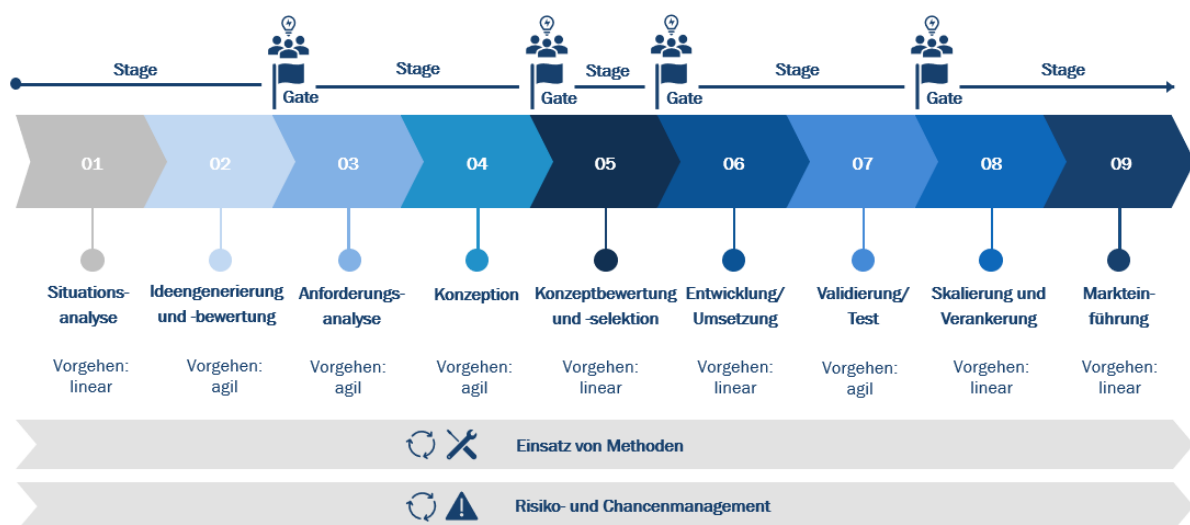 Stage
Gate
Stage
Gate
Stage
Gate
Stage
Gate
Stage
01
02
03
04
05
06
07
08
09
Situations-
analyse
Ideengenerierung
und -bewertung
Anforderungs-
analyse
Konzeption
Konzeptbewertung
und -selektion
Entwicklung/
Umsetzung
Validierung/
Test
Skalierung und
Verankerung
Marktein-
führung
Vorgehen:
linear
Vorgehen:
agil
Vorgehen:
agil
Vorgehen:
agil
Vorgehen:
linear
Vorgehen:
linear
Vorgehen:
agil
Vorgehen:
linear
Vorgehen:
linear
Einsatz von Methoden
Risiko- und Chancenmanagement